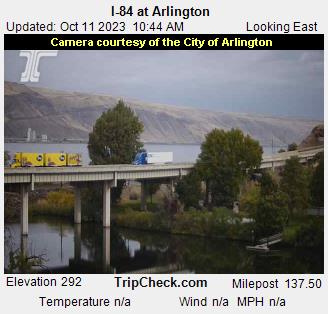 I-84 at Arlington
Updated: Oct 11 2023 10:44 AM Looking East
Camera courtesy of the City of Arlington
Elevation 292 TripCheck.com Milepost 137.50
Temperature n/a Wind n/a MPH n/a